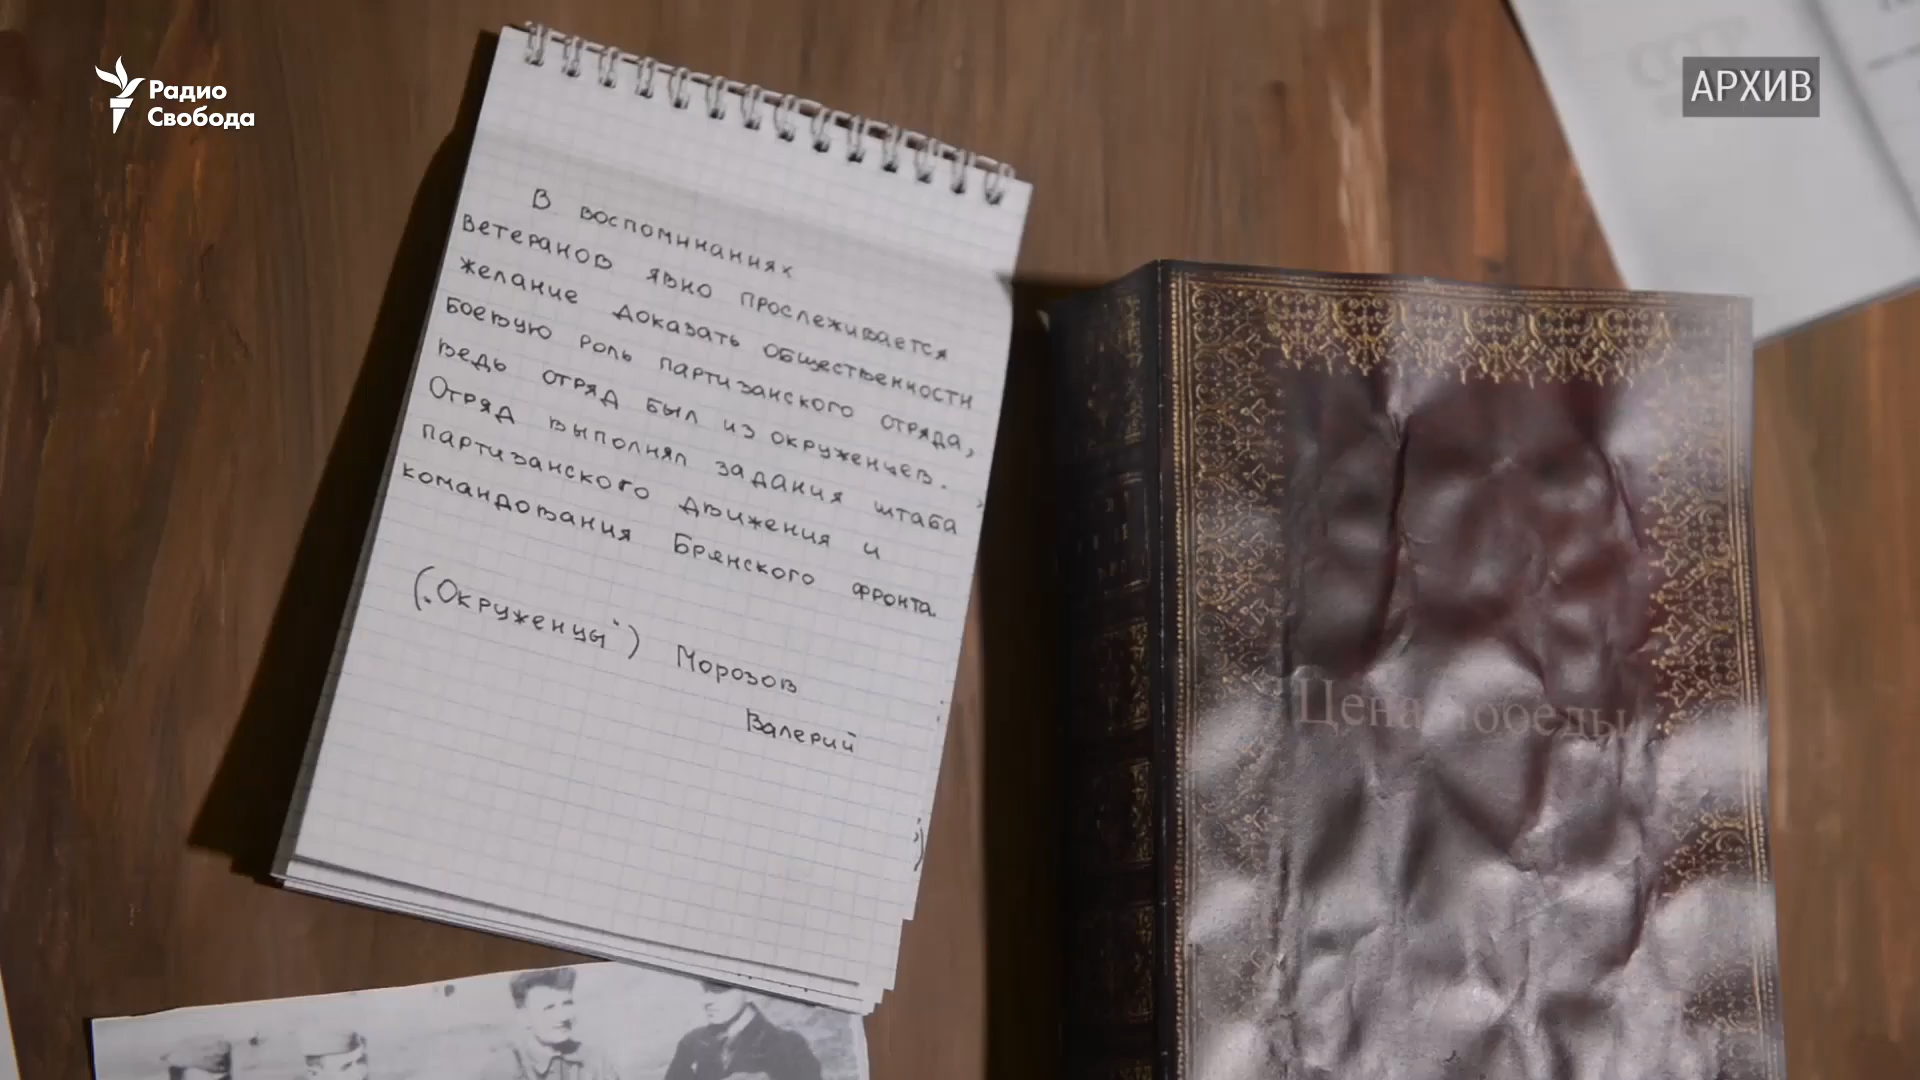 Радио
Свобода
АРХИВ
В воспоминаниях
ветеранов явно прослеживается
желание доказать общественности
боевую роль партизанского отряда,
ведь отряд был из окруженцев.
Отряд выполнял задания штаба
партизанского движения и
командования Брянского фронта.
(„Окруженцы“) Морозов
Валерий
Цена победы